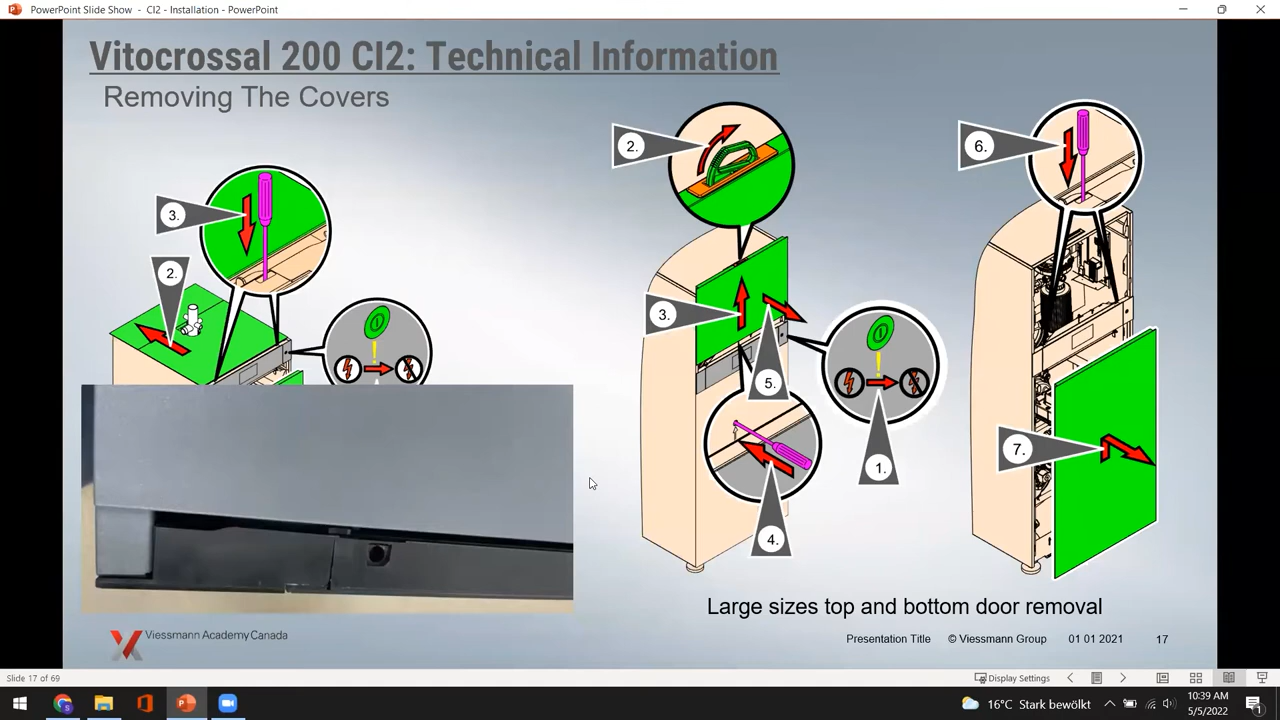 PowerPoint Slide Show - CI2 - Installation - PowerPoint
Vitocrossal 200 CI2: Technical Information
Removing The Covers
3.
2.
2.
3.
5.
1.
4.
6.
7.
Large sizes top and bottom door removal
Viessmann Academy Canada
Presentation Title © Viessmann Group 01 01 2021 17
Slide 17 of 69
Display Settings
16°C Stark bewölkt
10:39 AM
5/5/2022
1